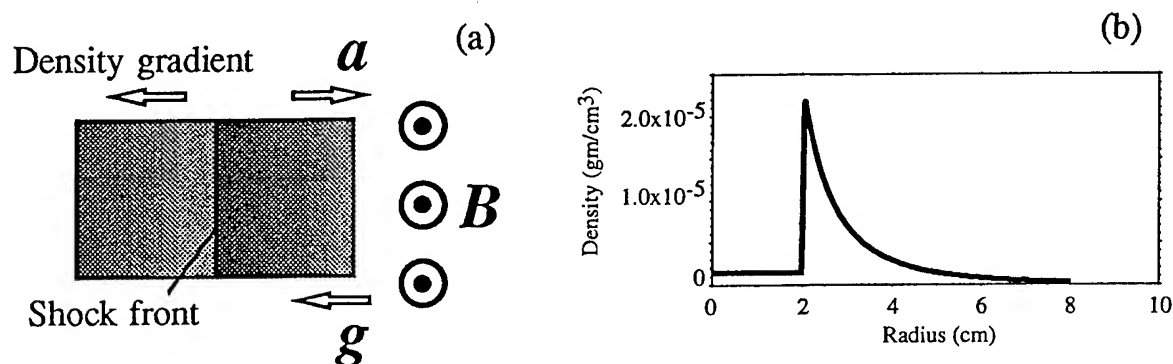 (a)
Density gradient
a
B
Shock front
g
(b)
Density (gm/cm³)
2.0x10⁻⁵
1.0x10⁻⁵
0
0 2 4 6 8 10
Radius (cm)